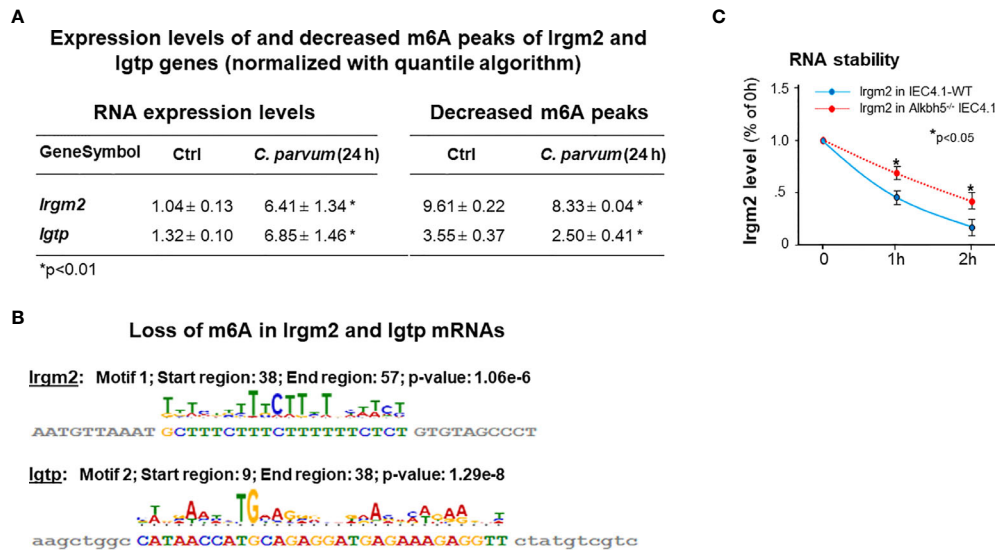 A
Expression levels of and decreased m6A peaks of Irgm2 and
Igtp genes (normalized with quantile algorithm)
RNA expression levels Decreased m6A peaks
GeneSymbol Ctrl C. parvum (24 h) Ctrl C. parvum (24 h)
Irgm2 1.04 ± 0.13 6.41 ± 1.34 * 9.61 ± 0.22 8.33 ± 0.04 *
Igtp 1.32 ± 0.10 6.85 ± 1.46 * 3.55 ± 0.37 2.50 ± 0.41 *
*p<0.01
B
Loss of m6A in Irgm2 and Igtp mRNAs
Irgm2: Motif 1; Start region: 38; End region: 57; p-value: 1.06e-6
AATGTTAAAT GCTTTCTTTCTTTTTTCTCT GTGTAGCCCT
Igtp: Motif 2; Start region: 9; End region: 38; p-value: 1.29e-8
aagctggc CATAACCATGCAGAGGATGAGAAAGAGGTT ctatgtcgtc
C
RNA stability
Irgm2 in IEC4.1-WT
Irgm2 in Alkbh5-/- IEC4.1
*p<0.05
Irgm2 level (% of 0h)
1.5
1.0
.5
0
* *
0 1h 2h